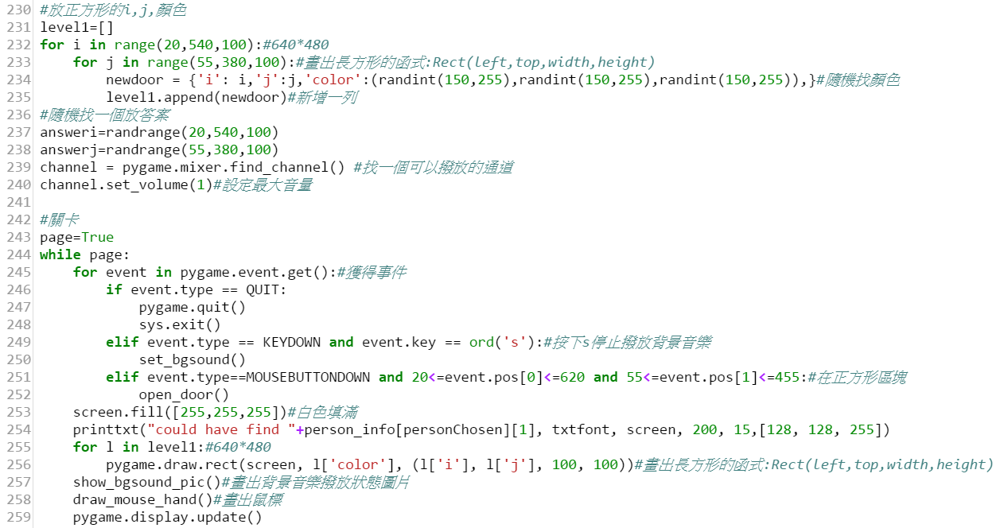 230 #放正方形的i,j,顏色
231 level1=[]
232 for i in range(20,540,100):#640*480
233     for j in range(55,380,100):#畫出長方形的函式:Rect(left,top,width,height)
234         newdoor = {'i': i,'j':j,'color':(randint(150,255),randint(150,255),randint(150,255)),}#隨機找顏色
235         level1.append(newdoor)#新增一列
236 #隨機找一個放答案
237 answeri=randrange(20,540,100)
238 answerj=randrange(55,380,100)
239 channel = pygame.mixer.find_channel() #找一個可以撥放的通道
240 channel.set_volume(1)#設定最大音量
241
242 #關卡
243 page=True
244 while page:
245     for event in pygame.event.get():#獲得事件
246         if event.type == QUIT:
247             pygame.quit()
248             sys.exit()
249         elif event.type == KEYDOWN and event.key == ord('s'):#按下s停止撥放背景音樂
250             set_bgsound()
251         elif event.type==MOUSEBUTTONDOWN and 20<=event.pos[0]<=620 and 55<=event.pos[1]<=455:#在正方形區塊
252             open_door()
253     screen.fill([255,255,255])#白色填滿
254     printtxt("could have find "+person_info[personChosen][1], txtfont, screen, 200, 15,[128, 128, 255])
255     for l in level1:#640*480
256         pygame.draw.rect(screen, l['color'], (l['i'], l['j'], 100, 100))#畫出長方形的函式:Rect(left,top,width,height)
257     show_bgsound_pic()#畫出背景音樂撥放狀態圖片
258     draw_mouse_hand()#畫出鼠標
259     pygame.display.update()